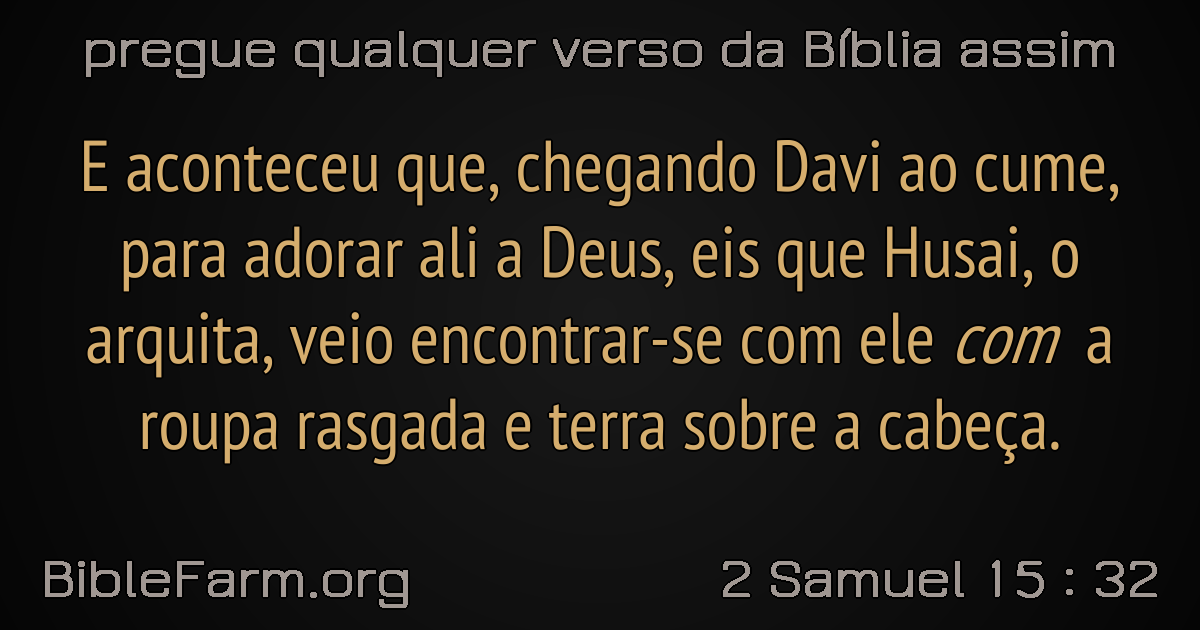 pregue qualquer verso da Bíblia assim
E aconteceu que, chegando Davi ao cume,
para adorar ali a Deus, eis que Husai, o
arquita, veio encontrar-se com ele com a
roupa rasgada e terra sobre a cabeça.
BibleFarm.org
2 Samuel 15 : 32